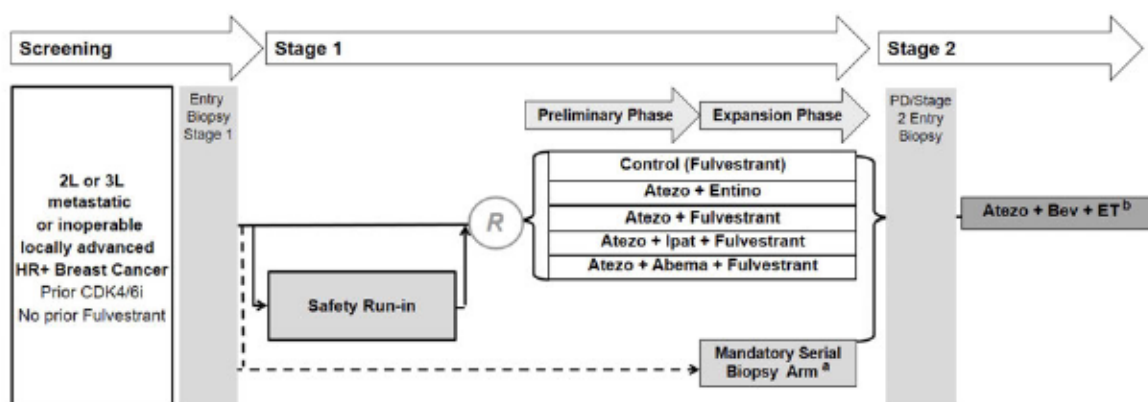 Screening
Stage 1
Stage 2
Entry
Biopsy
Stage 1
Preliminary Phase
Expansion Phase
PD/Stage
2 Entry
Biopsy
2L or 3L
metastatic
or inoperable
locally advanced
HR+ Breast Cancer
Prior CDK4/6i
No prior Fulvestrant
R
Control (Fulvestrant)
Atezo + Entino
Atezo + Fulvestrant
Atezo + Ipat + Fulvestrant
Atezo + Abema + Fulvestrant
Atezo + Bev + ET b
Safety Run-in
Mandatory Serial
Biopsy Arm a